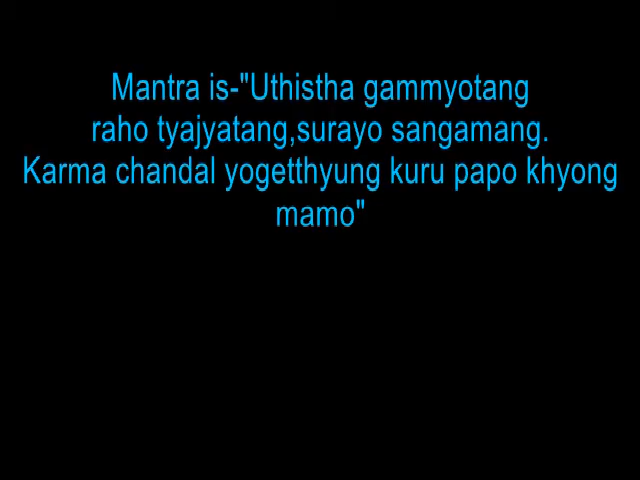 Mantra is-"Uthistha gammyotang
raho tyajyatang,surayo sangamang.
Karma chandal yogetthyung kuru papo khyong
mamo"